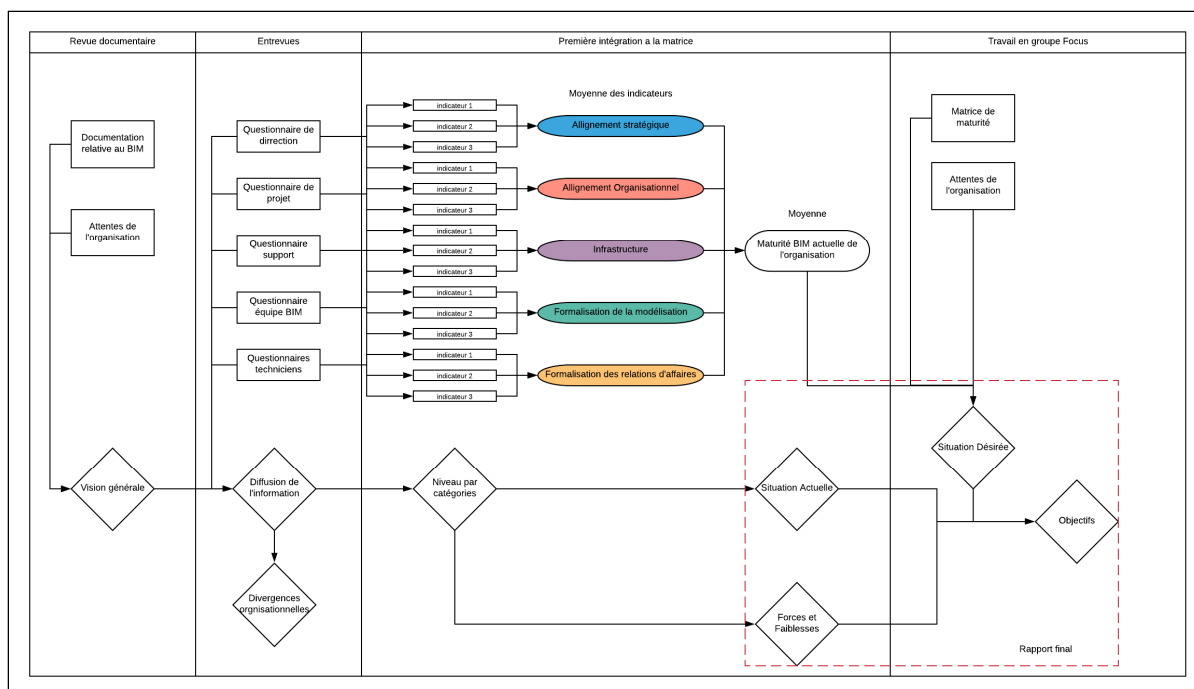 Revue documentaire
Entrevues
Première intégration a la matrice
Travail en groupe Focus
Documentation
relative au BIM
Attentes de
l'organisation
Vision générale
Questionnaire de
dirrection
Questionnaire de
projet
Questionnaire
support
Questionnaire
équipe BIM
Questionnaires
techniciens
Diffusion de
l'information
Divergences
orgnisationnelles
Moyenne des indicateurs
indicateur 1
indicateur 2
indicateur 3
Allignement stratégique
indicateur 1
indicateur 2
indicateur 3
Allignement Organisationnel
indicateur 1
indicateur 2
indicateur 3
Infrastructure
indicateur 1
indicateur 2
indicateur 3
Formalisation de la modélisation
indicateur 1
indicateur 2
indicateur 3
Formalisation des relations d'affaires
Moyenne
Maturité BIM actuelle de
l'organisation
Niveau par
catégories
Situation Actuelle
Forces et
Faiblesses
Matrice de
maturité
Attentes de
l'organisation
Situation Désirée
Objectifs
Rapport final